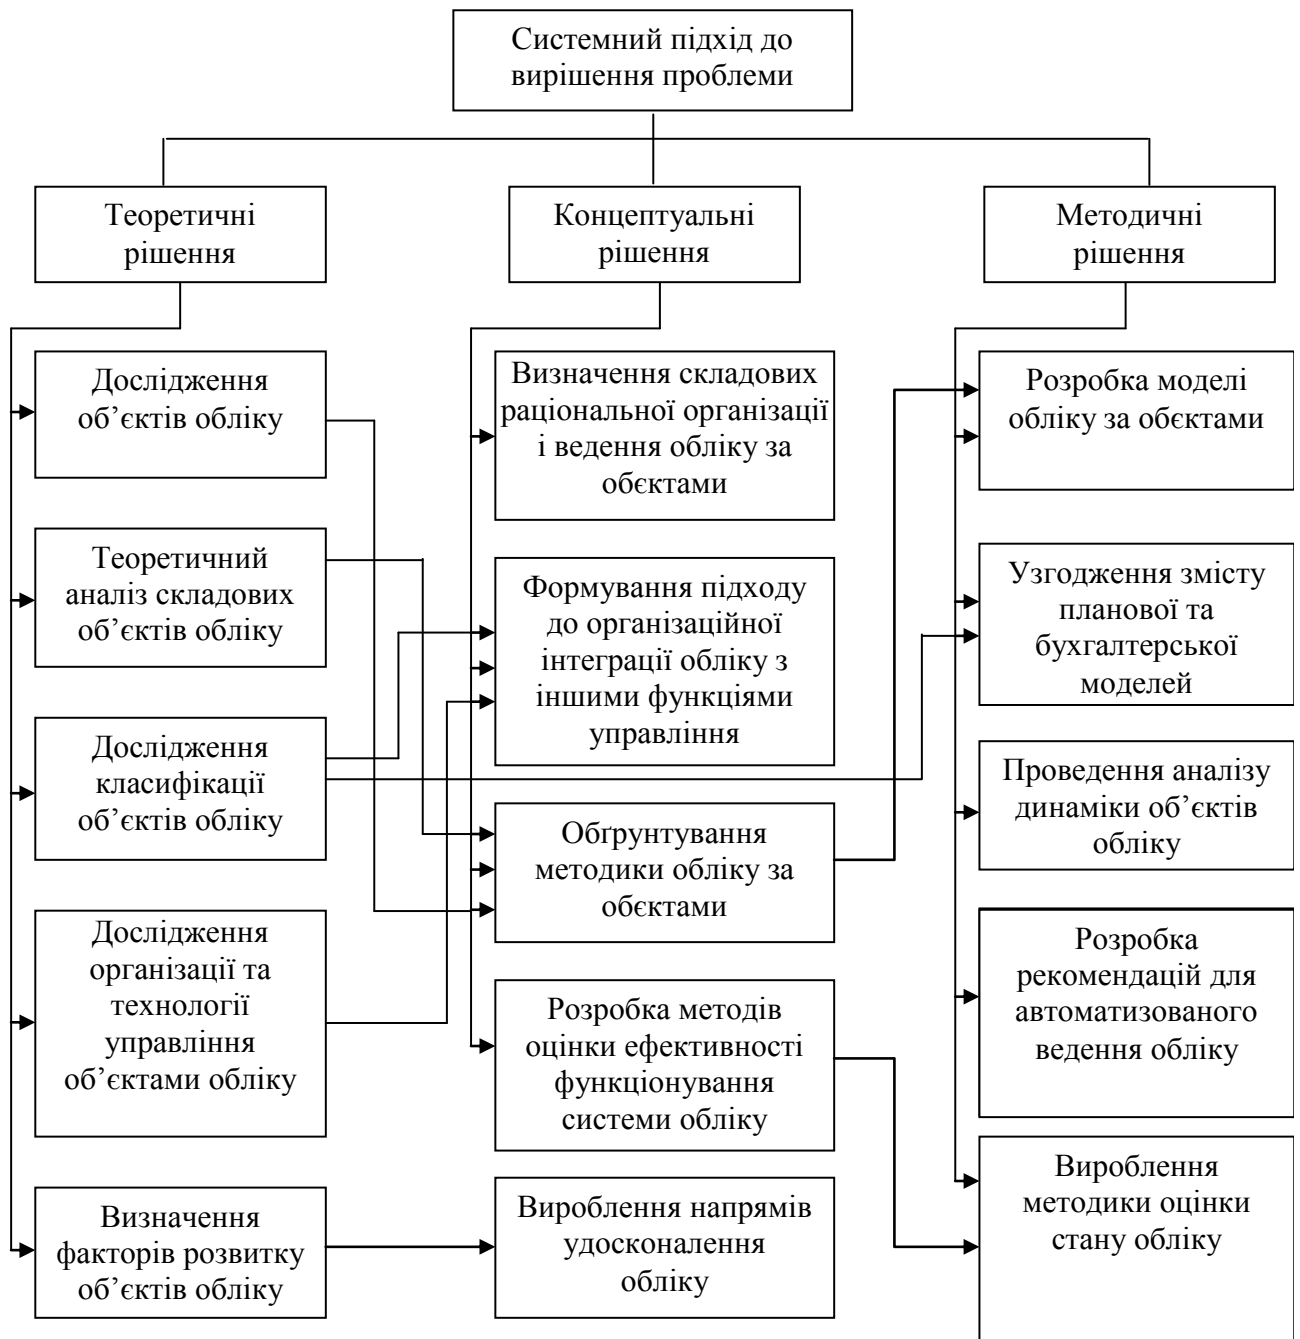 Системний підхід до
вирішення проблеми
Теоретичні
рішення
Концептуальні
рішення
Методичні
рішення
Дослідження
об’єктів обліку
Теоретичний
аналіз складових
об’єктів обліку
Дослідження
класифікації
об’єктів обліку
Дослідження
організації та
технології
управління
об’єктами обліку
Визначення
факторів розвитку
об’єктів обліку
Визначення складових
раціональної організації
і ведення обліку за
обєктами
Формування підходу
до організаційної
інтеграції обліку з
іншими функціями
управління
Обґрунтування
методики обліку за
обєктами
Розробка методів
оцінки ефективності
функціонування
системи обліку
Вироблення напрямів
удосконалення
обліку
Розробка моделі
обліку за обєктами
Узгодження змісту
планової та
бухгалтерської
моделей
Проведення аналізу
динаміки об’єктів
обліку
Розробка
рекомендацій для
автоматизованого
ведення обліку
Вироблення
методики оцінки
стану обліку